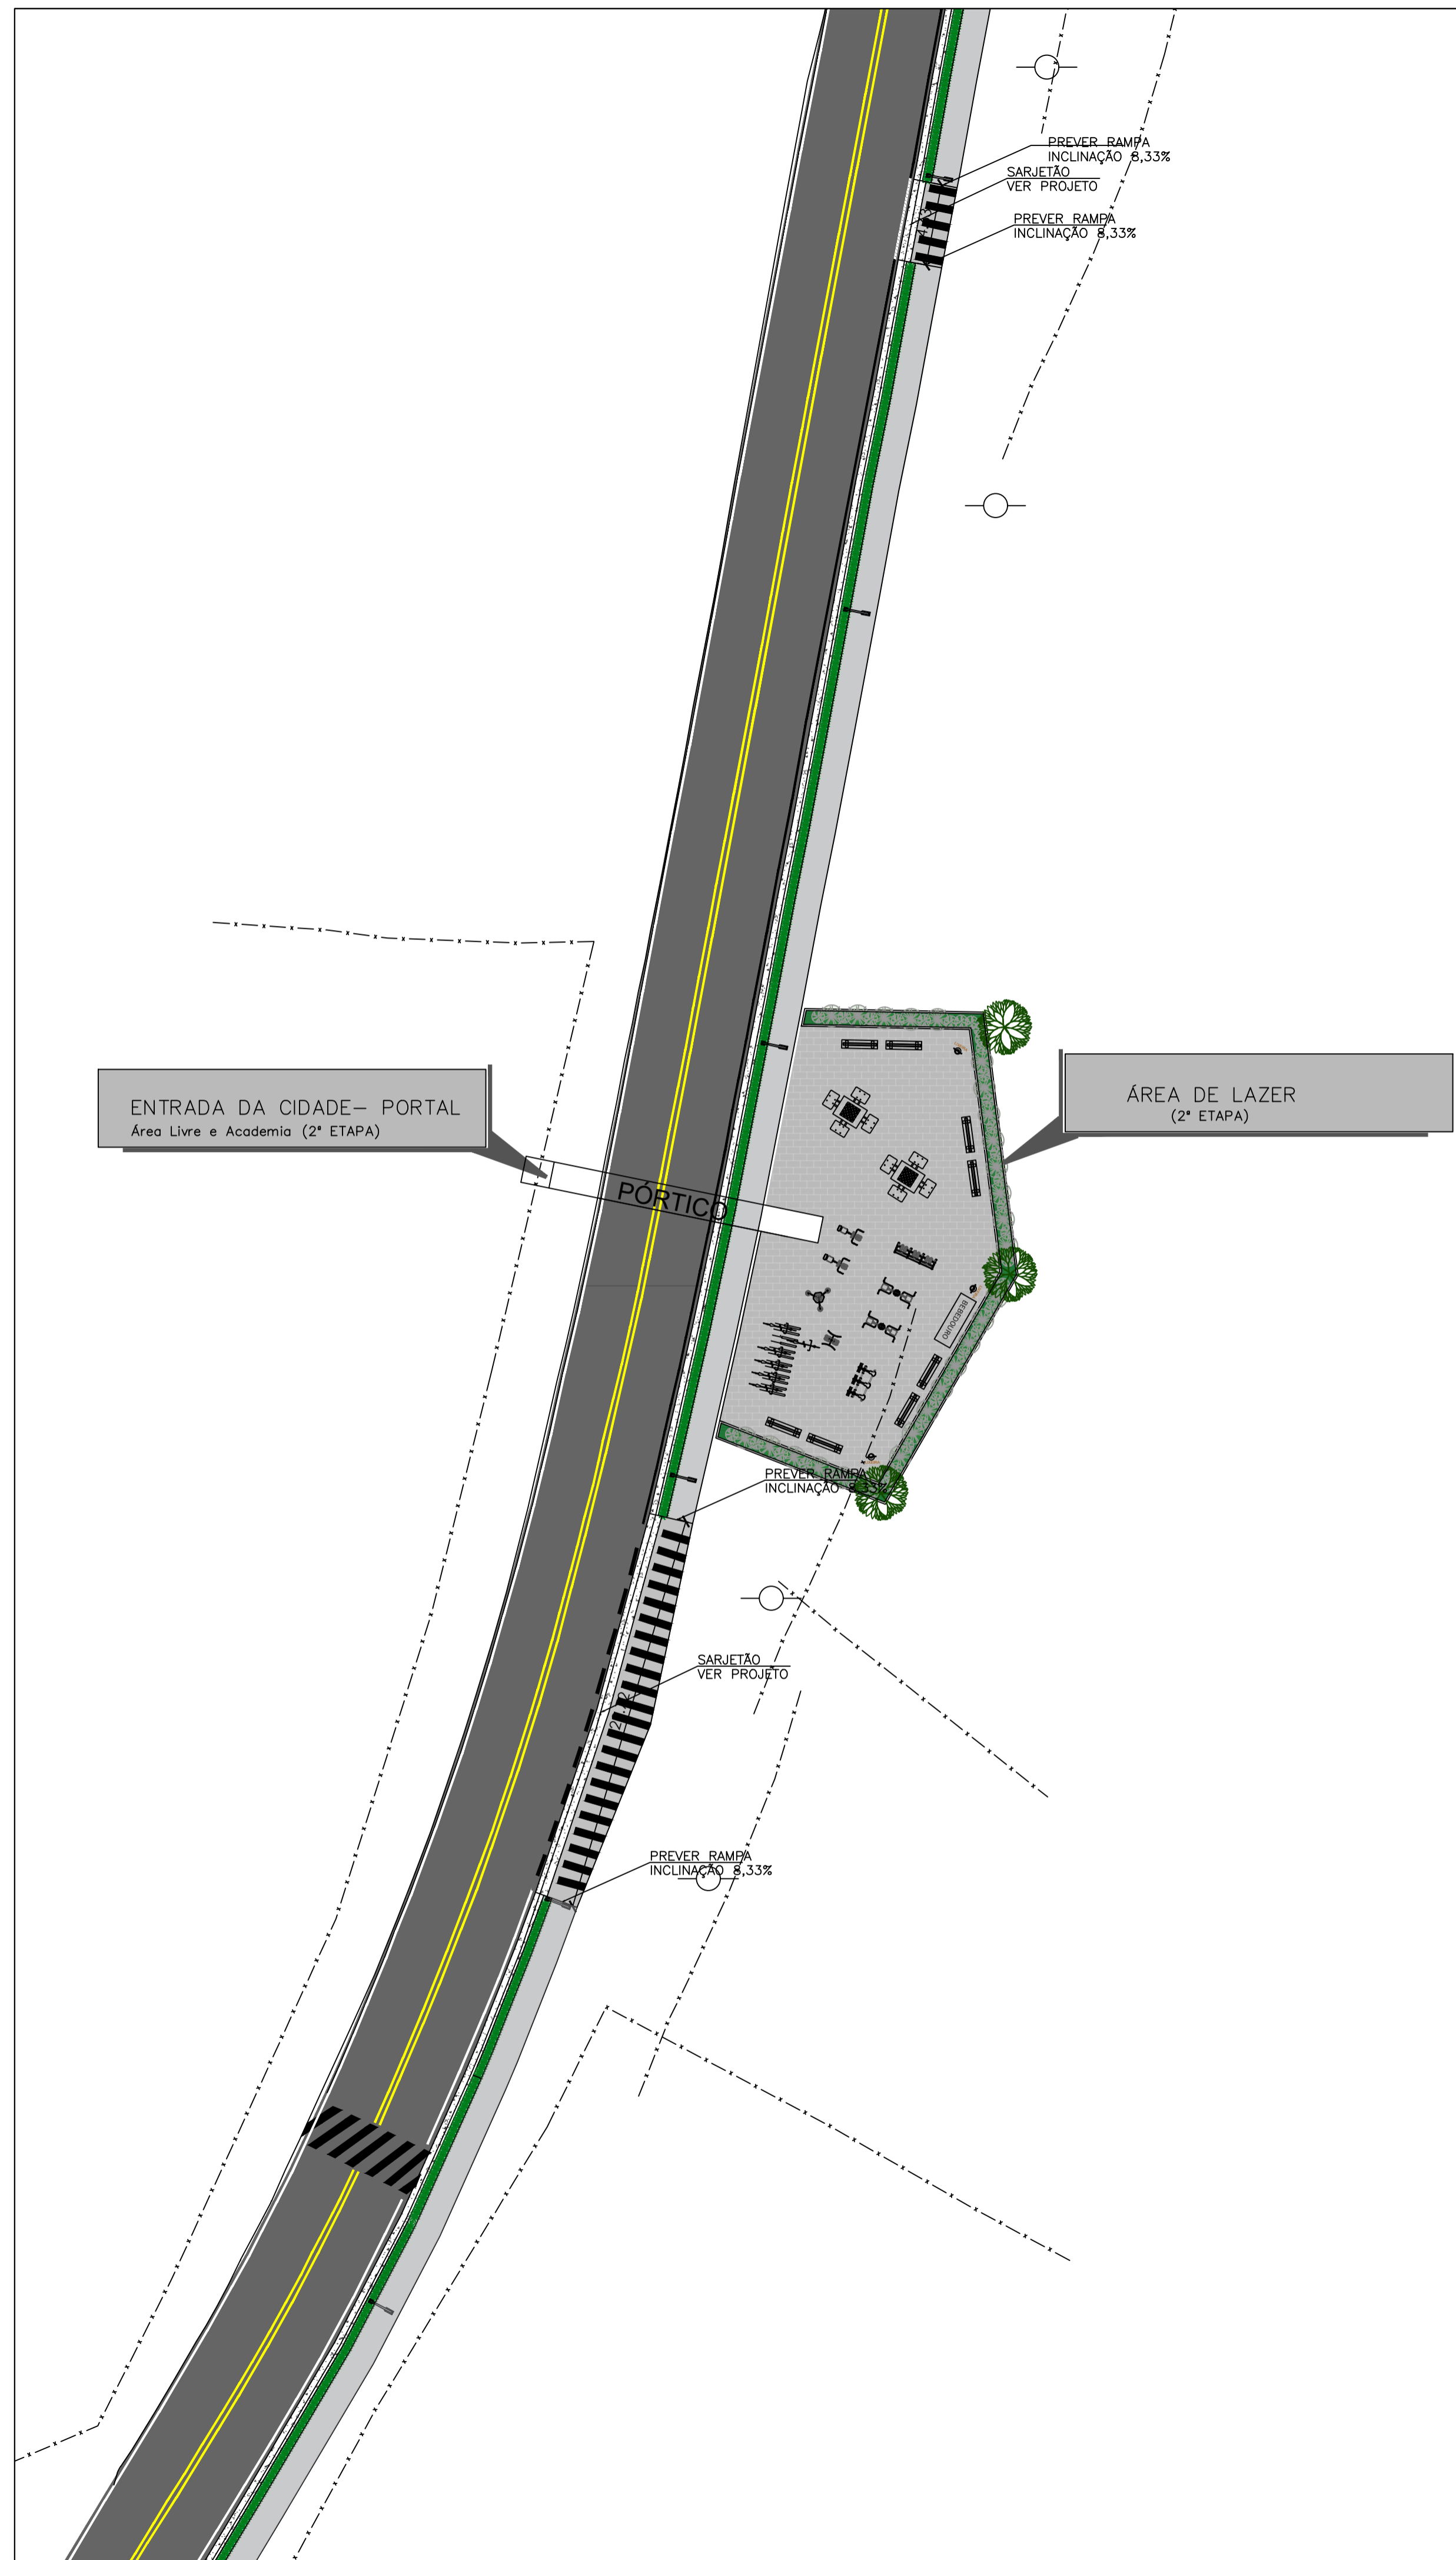 PREVER RAMPA
INCLINAÇÃO 8,33%
SARJETÃO
VER PROJETO
PREVER RAMPA
INCLINAÇÃO 8,33%
ENTRADA DA CIDADE– PORTAL
Área Livre e Academia (2ª ETAPA)
ÁREA DE LAZER
(2ª ETAPA)
PÓRTICO
BEBEDOURO
PREVER RAMPA
INCLINAÇÃO 8,33%
SARJETÃO
VER PROJETO
PREVER RAMPA
INCLINAÇÃO 8,33%